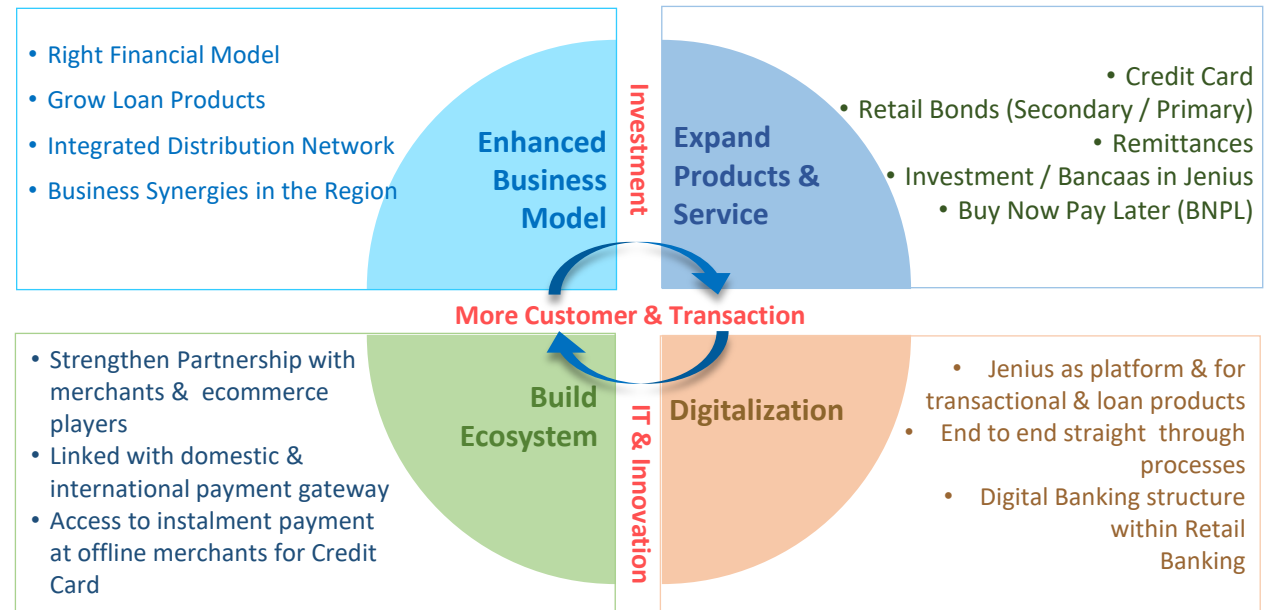 • Right Financial Model
• Grow Loan Products
• Integrated Distribution Network
• Business Synergies in the Region
Enhanced
Business
Model
Investment
Expand
Products &
Service
• Credit Card
• Retail Bonds (Secondary / Primary)
• Remittances
• Investment / Bancaas in Jenius
• Buy Now Pay Later (BNPL)
More Customer & Transaction
• Strengthen Partnership with
merchants & ecommerce
players
• Linked with domestic &
international payment gateway
• Access to instalment payment
at offline merchants for Credit
Card
Build
Ecosystem
IT & Innovation
Digitalization
• Jenius as platform & for
transactional & loan products
• End to end straight through
processes
• Digital Banking structure
within Retail
Banking